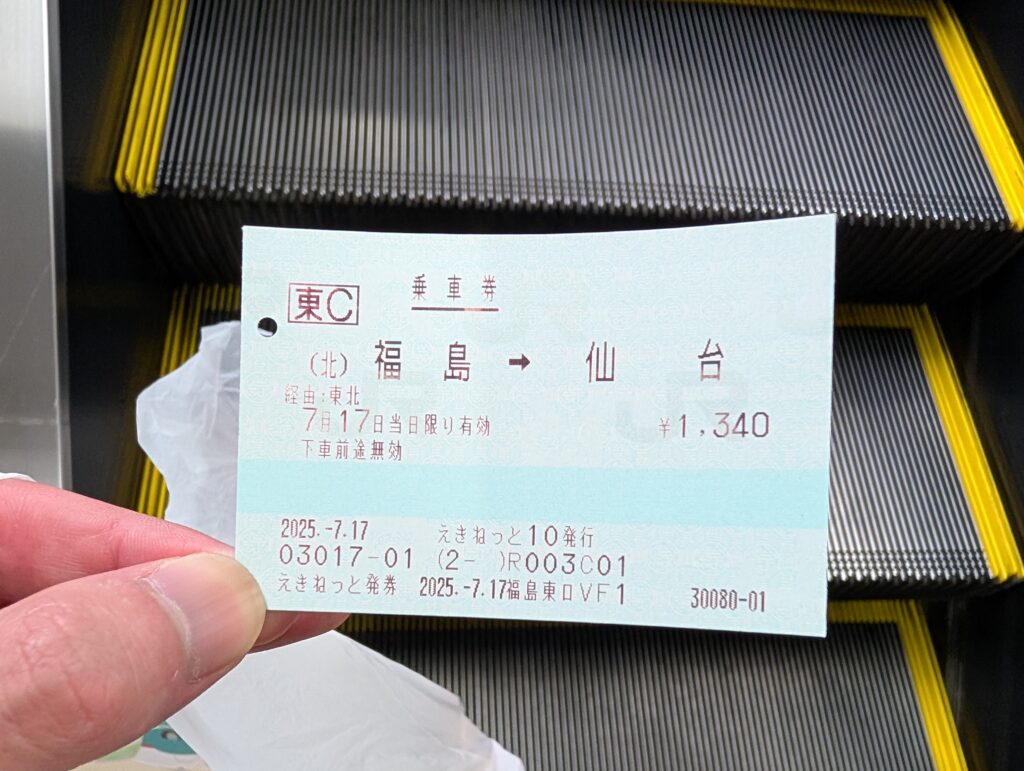 東C 乗車券
(北) 福島 → 仙台
経由:東北
7月17日当日限り有効 ¥1,340
下車前途無効
2025.-7.17 えきねっと10発行
03017-01 (2- )R003C01
えきねっと発券 2025.-7.17福島東口VF1 30080-01